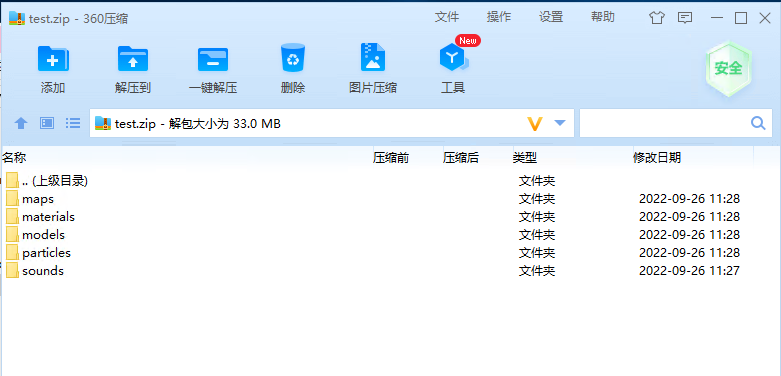 test.zip - 360压缩 文件 操作 设置 帮助
New
添加 解压到 一键解压 删除 图片压缩 工具 安全
test.zip - 解包大小为 33.0 MB
名称 压缩前 压缩后 类型 修改日期
.. (上级目录) 文件夹
maps 文件夹 2022-09-26 11:28
materials 文件夹 2022-09-26 11:28
models 文件夹 2022-09-26 11:28
particles 文件夹 2022-09-26 11:28
sounds 文件夹 2022-09-26 11:27